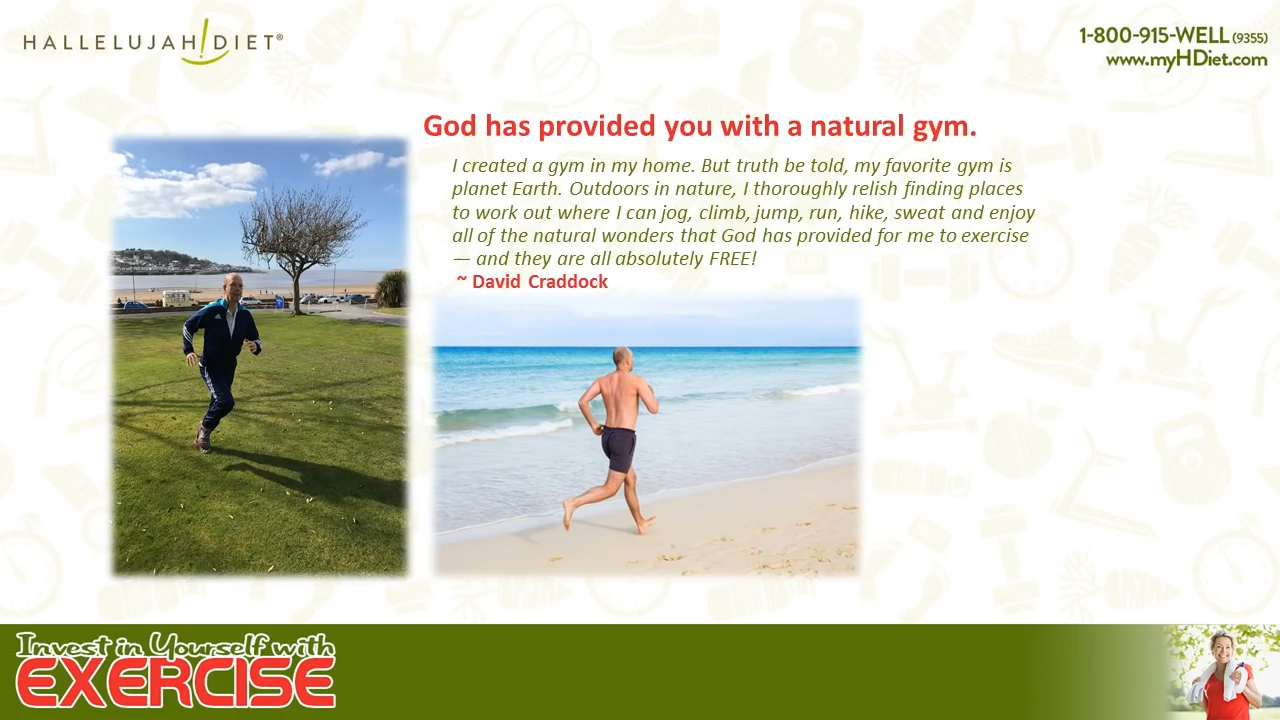 HALLELUJAH!DIET®
1-800-915-WELL (9355)
www.myHDiet.com
God has provided you with a natural gym.
I created a gym in my home. But truth be told, my favorite gym is
planet Earth. Outdoors in nature, I thoroughly relish finding places
to work out where I can jog, climb, jump, run, hike, sweat and enjoy
all of the natural wonders that God has provided for me to exercise
— and they are all absolutely FREE!
~ David Craddock
Invest in Yourself with
EXERCISE